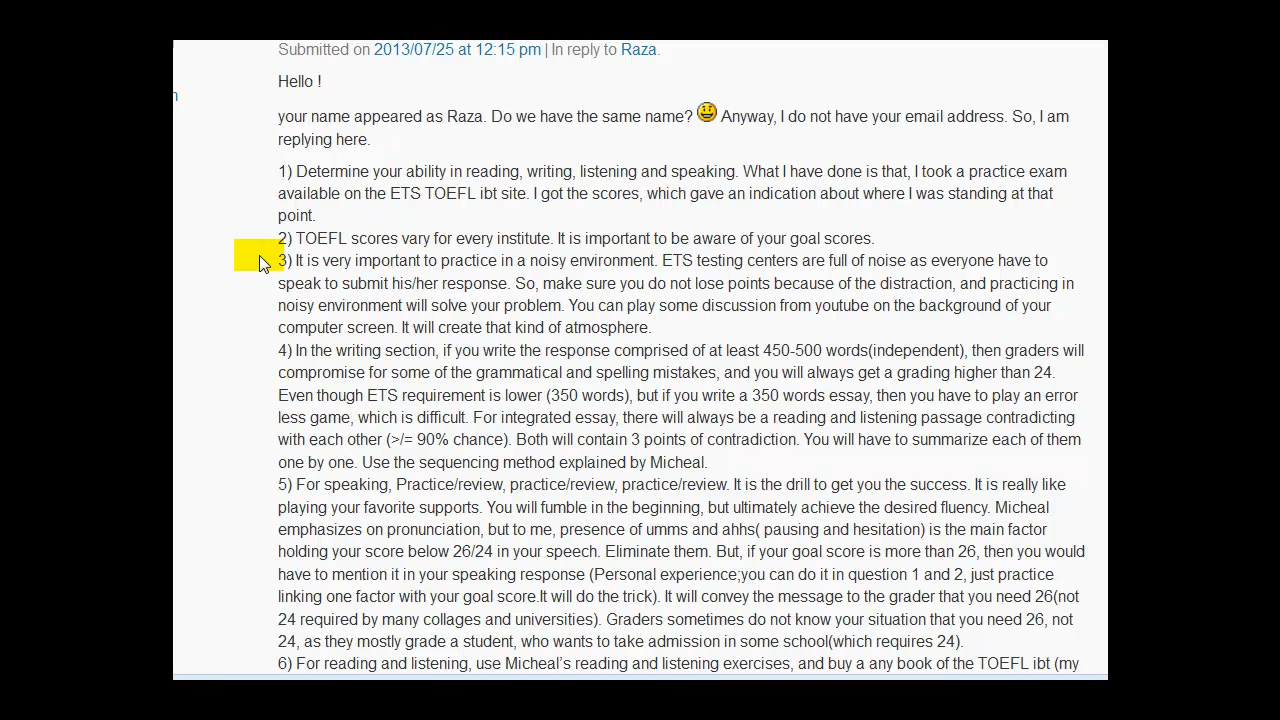 Submitted on 2013/07/25 at 12:15 pm | In reply to Raza.
Hello !
n
your name appeared as Raza. Do we have the same name? Anyway, I do not have your email address. So, I am
replying here.
1) Determine your ability in reading, writing, listening and speaking. What I have done is that, I took a practice exam
available on the ETS TOEFL ibt site. I got the scores, which gave an indication about where I was standing at that
point.
2) TOEFL scores vary for every institute. It is important to be aware of your goal scores.
3) It is very important to practice in a noisy environment. ETS testing centers are full of noise as everyone have to
speak to submit his/her response. So, make sure you do not lose points because of the distraction, and practicing in
noisy environment will solve your problem. You can play some discussion from youtube on the background of your
computer screen. It will create that kind of atmosphere.
4) In the writing section, if you write the response comprised of at least 450-500 words(independent), then graders will
compromise for some of the grammatical and spelling mistakes, and you will always get a grading higher than 24.
Even though ETS requirement is lower (350 words), but if you write a 350 words essay, then you have to play an error
less game, which is difficult. For integrated essay, there will always be a reading and listening passage contradicting
with each other (>/= 90% chance). Both will contain 3 points of contradiction. You will have to summarize each of them
one by one. Use the sequencing method explained by Micheal.
5) For speaking, Practice/review, practice/review, practice/review. It is the drill to get you the success. It is really like
playing your favorite supports. You will fumble in the beginning, but ultimately achieve the desired fluency. Micheal
emphasizes on pronunciation, but to me, presence of umms and ahhs( pausing and hesitation) is the main factor
holding your score below 26/24 in your speech. Eliminate them. But, if your goal score is more than 26, then you would
have to mention it in your speaking response (Personal experience;you can do it in question 1 and 2, just practice
linking one factor with your goal score.It will do the trick). It will convey the message to the grader that you need 26(not
24 required by many collages and universities). Graders sometimes do not know your situation that you need 26, not
24, as they mostly grade a student, who wants to take admission in some school(which requires 24).
6) For reading and listening, use Micheal's reading and listening exercises, and buy a any book of the TOEFL ibt (my